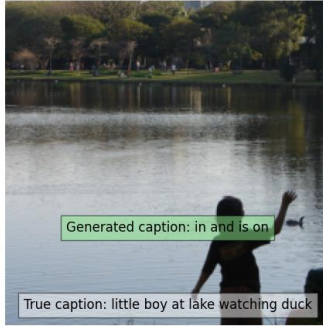 Generated caption: in and is on
True caption: little boy at lake watching duck